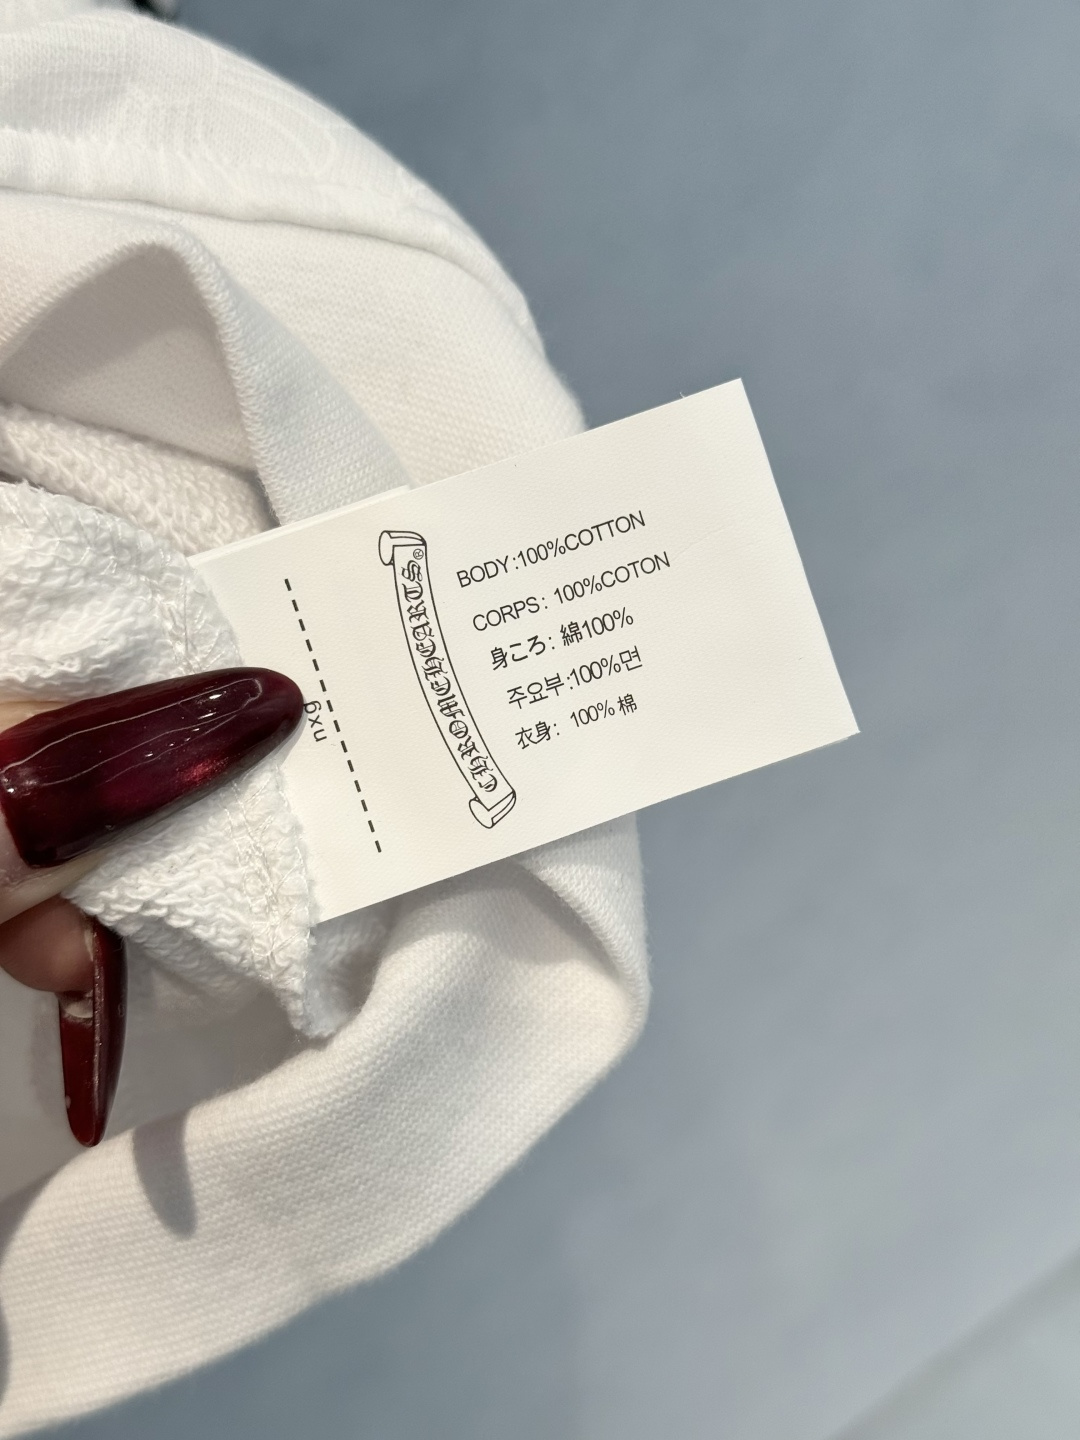 CHROME HEARTS®
BODY:100%COTTON
CORPS: 100%COTON
身ころ: 綿100%
주요부:100%면
衣身: 100% 棉
nxg